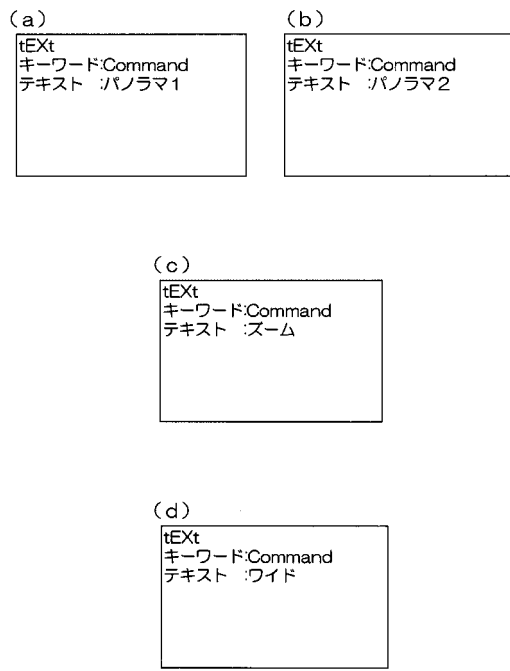 (a)
tEXt
キーワード:Command
テキスト :パノラマ1
(b)
tEXt
キーワード:Command
テキスト :パノラマ2
(c)
tEXt
キーワード:Command
テキスト :ズーム
(d)
tEXt
キーワード:Command
テキスト :ワイド